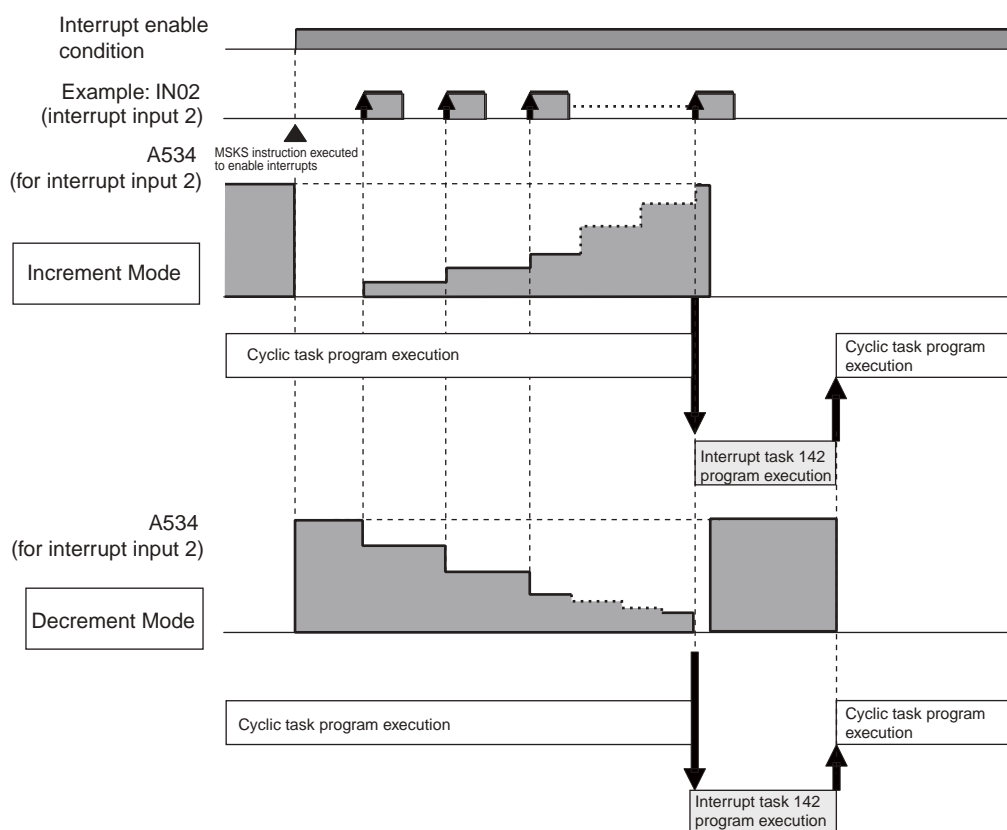 Interrupt enable
condition
Example: IN02
(interrupt input 2)
MSKS instruction executed
to enable interrupts
A534
(for interrupt input 2)
Increment Mode
Cyclic task program execution
Cyclic task program
execution
Interrupt task 142
program execution
A534
(for interrupt input 2)
Decrement Mode
Cyclic task program execution
Cyclic task program
execution
Interrupt task 142
program execution